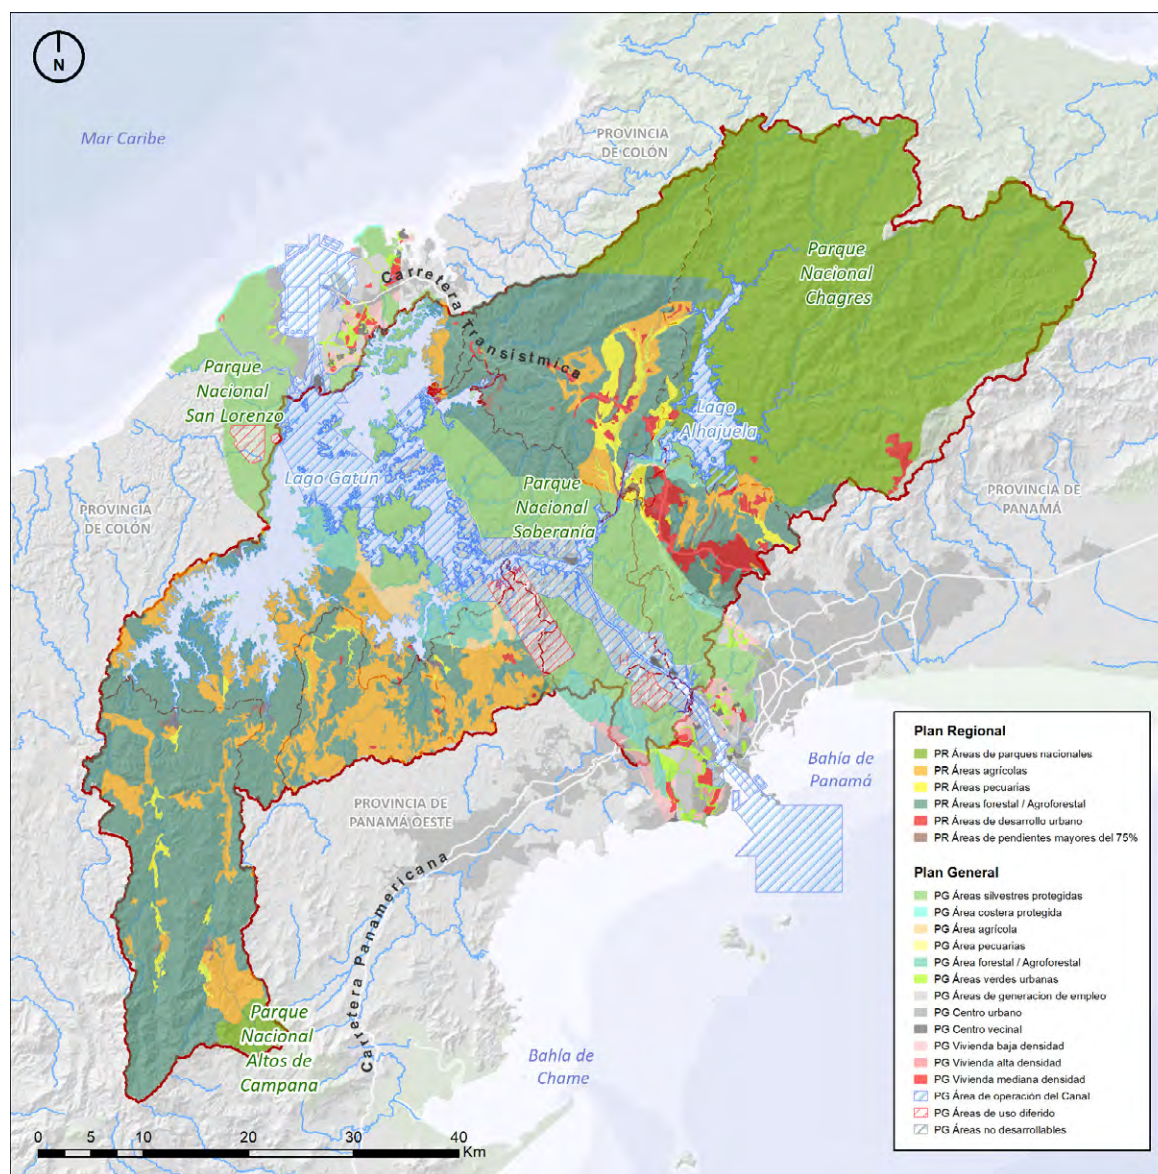 N
Mar Caribe
PROVINCIA
DE COLÓN
Parque
Nacional
Chagres
Carretera Transístmica
Parque
Nacional
San Lorenzo
Lago
Alhajuela
Lago Gatún
Parque
Nacional
Soberanía
PROVINCIA DE
PANAMÁ
PROVINCIA
DE COLÓN
Bahía de
Panamá
PROVINCIA DE
PANAMÁ OESTE
Carretera Panamericana
Parque
Nacional
Altos de
Campana
Bahía de
Chame
Plan Regional
PR Áreas de parques nacionales
PR Áreas agrícolas
PR Áreas pecuarias
PR Áreas forestal / Agroforestal
PR Áreas de desarrollo urbano
PR Áreas de pendientes mayores del 75%
Plan General
PG Áreas silvestres protegidas
PG Área costera protegida
PG Área agrícola
PG Área pecuarias
PG Área forestal / Agroforestal
PG Áreas verdes urbanas
PG Áreas de generacion de empleo
PG Centro urbano
PG Centro vecinal
PG Vivienda baja densidad
PG Vivienda alta densidad
PG Vivienda mediana densidad
PG Área de operación del Canal
PG Áreas de uso diferido
PG Áreas no desarrollables
0 5 10 20 30 40
Km